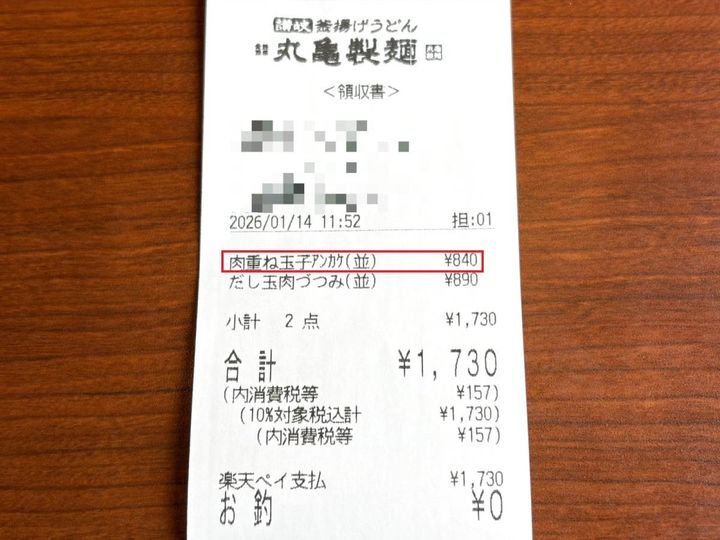 讃岐 釜揚げうどん
丸亀製麺
<領収書>
2026/01/14 11:52 担:01
肉重ね玉子ｱﾝｶｹ(並) ¥840
だし玉肉づつみ(並) ¥890
小計 2点 ¥1,730
合計 ¥1,730
(内消費税等 ¥157)
(10%対象税込計 ¥1,730)
(内消費税等 ¥157)
楽天ペイ支払 ¥1,730
お釣 ¥0